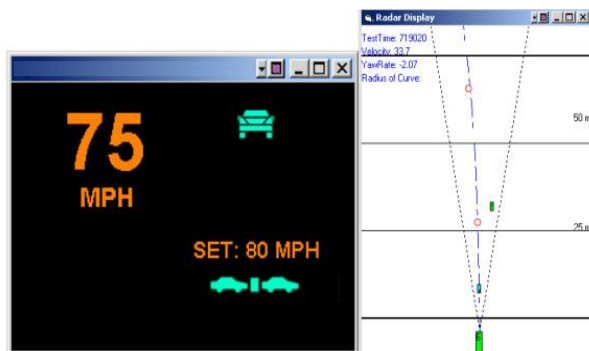 75
MPH
SET: 80 MPH
Radar Display
TestTime: 719020
Velocity: 33.7
YawRate: -2.07
Radius of Curve:
50 m
25 m